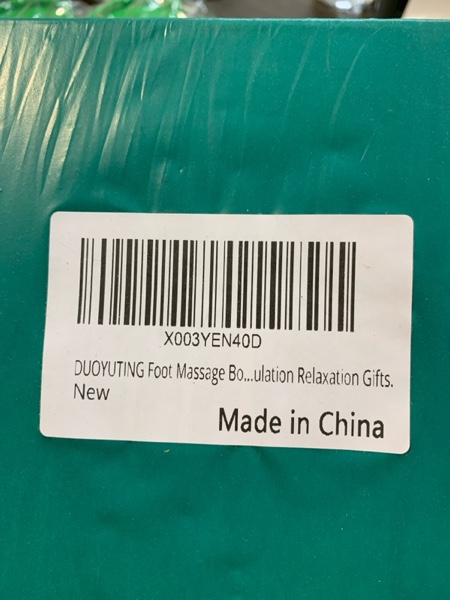 X003YEN40D
DUOYUTING Foot Massage Bo...ulation Relaxation Gifts.
New
Made in China